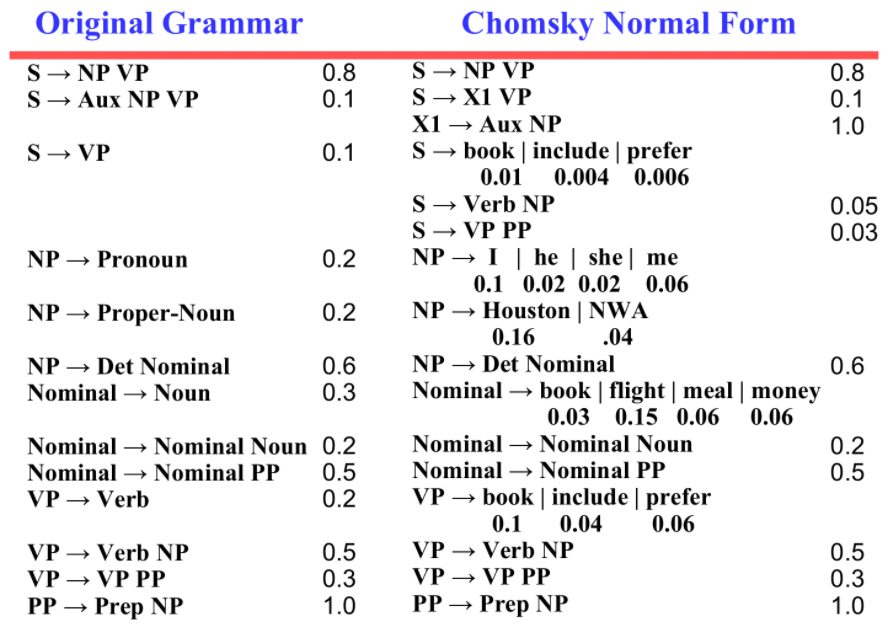 Original Grammar Chomsky Normal Form
S → NP VP 0.8 S → NP VP 0.8
S → Aux NP VP 0.1 S → X1 VP 0.1
X1 → Aux NP 1.0
S → VP 0.1 S → book | include | prefer
0.01 0.004 0.006
S → Verb NP 0.05
S → VP PP 0.03
NP → Pronoun 0.2 NP → I | he | she | me
0.1 0.02 0.02 0.06
NP → Proper-Noun 0.2 NP → Houston | NWA
0.16 .04
NP → Det Nominal 0.6 NP → Det Nominal 0.6
Nominal → Noun 0.3 Nominal → book | flight | meal | money
0.03 0.15 0.06 0.06
Nominal → Nominal Noun 0.2 Nominal → Nominal Noun 0.2
Nominal → Nominal PP 0.5 Nominal → Nominal PP 0.5
VP → Verb 0.2 VP → book | include | prefer
0.1 0.04 0.06
VP → Verb NP 0.5 VP → Verb NP 0.5
VP → VP PP 0.3 VP → VP PP 0.3
PP → Prep NP 1.0 PP → Prep NP 1.0